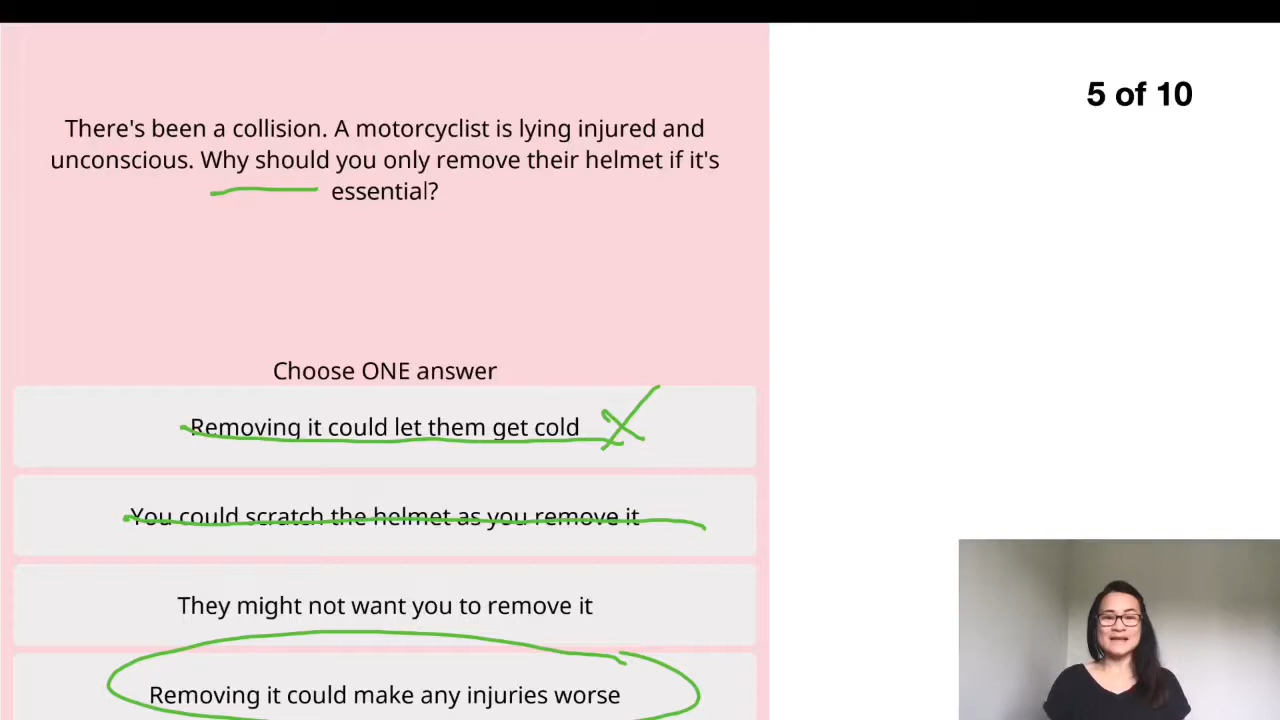 5 of 10
There's been a collision. A motorcyclist is lying injured and
unconscious. Why should you only remove their helmet if it's
essential?
Choose ONE answer
Removing it could let them get cold
You could scratch the helmet as you remove it
They might not want you to remove it
Removing it could make any injuries worse